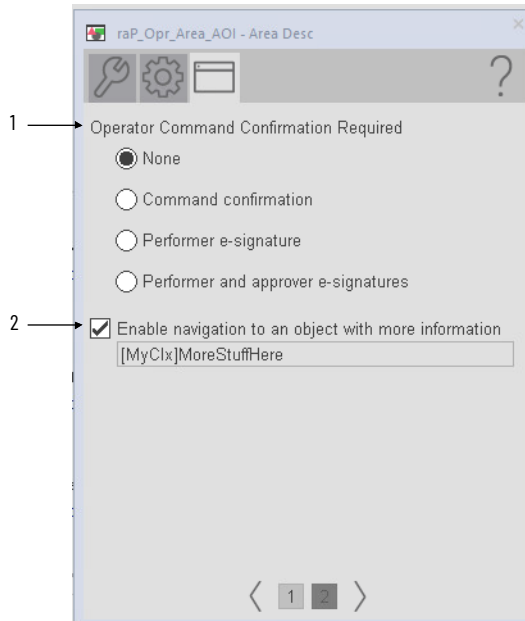 raP_Opr_Area_AOI - Area Desc
?
1
Operator Command Confirmation Required
None
Command confirmation
Performer e-signature
Performer and approver e-signatures
2
Enable navigation to an object with more information
[MyClx]MoreStuffHere
1 2